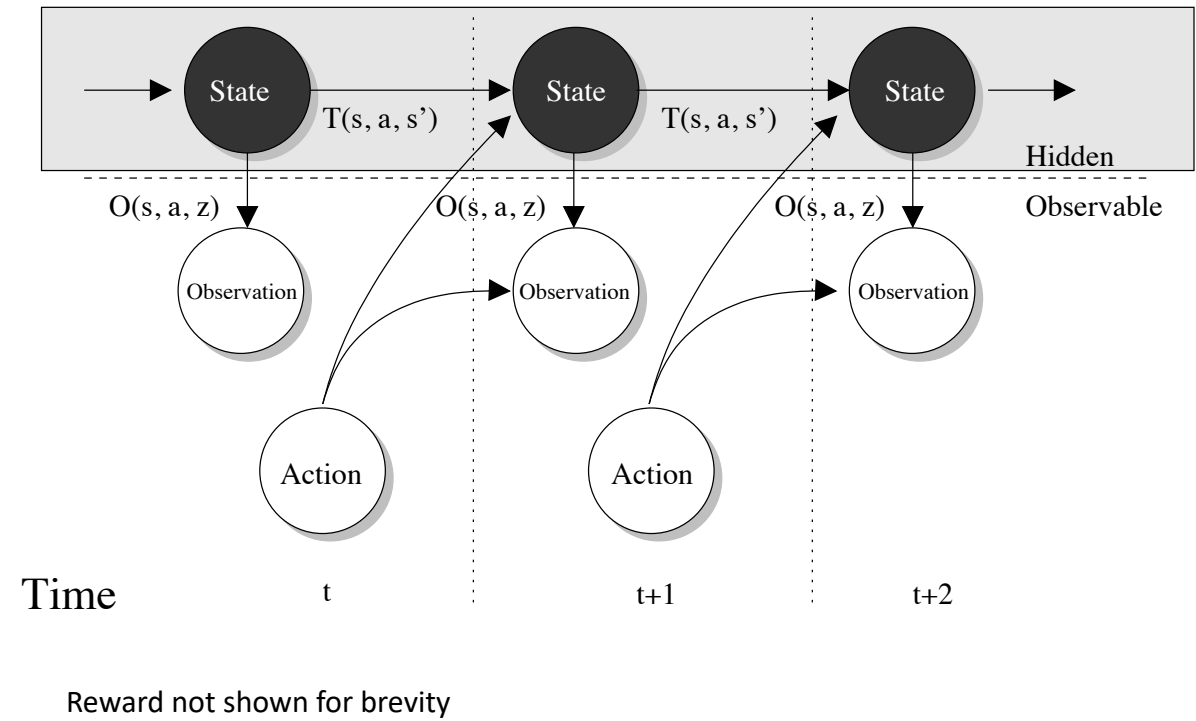 State
State
State
T(s, a, s’)
T(s, a, s’)
Hidden
O(s, a, z)
O(s, a, z)
O(s, a, z)
Observable
Observation
Observation
Observation
Action
Action
Time
t
t+1
t+2
Reward not shown for brevity